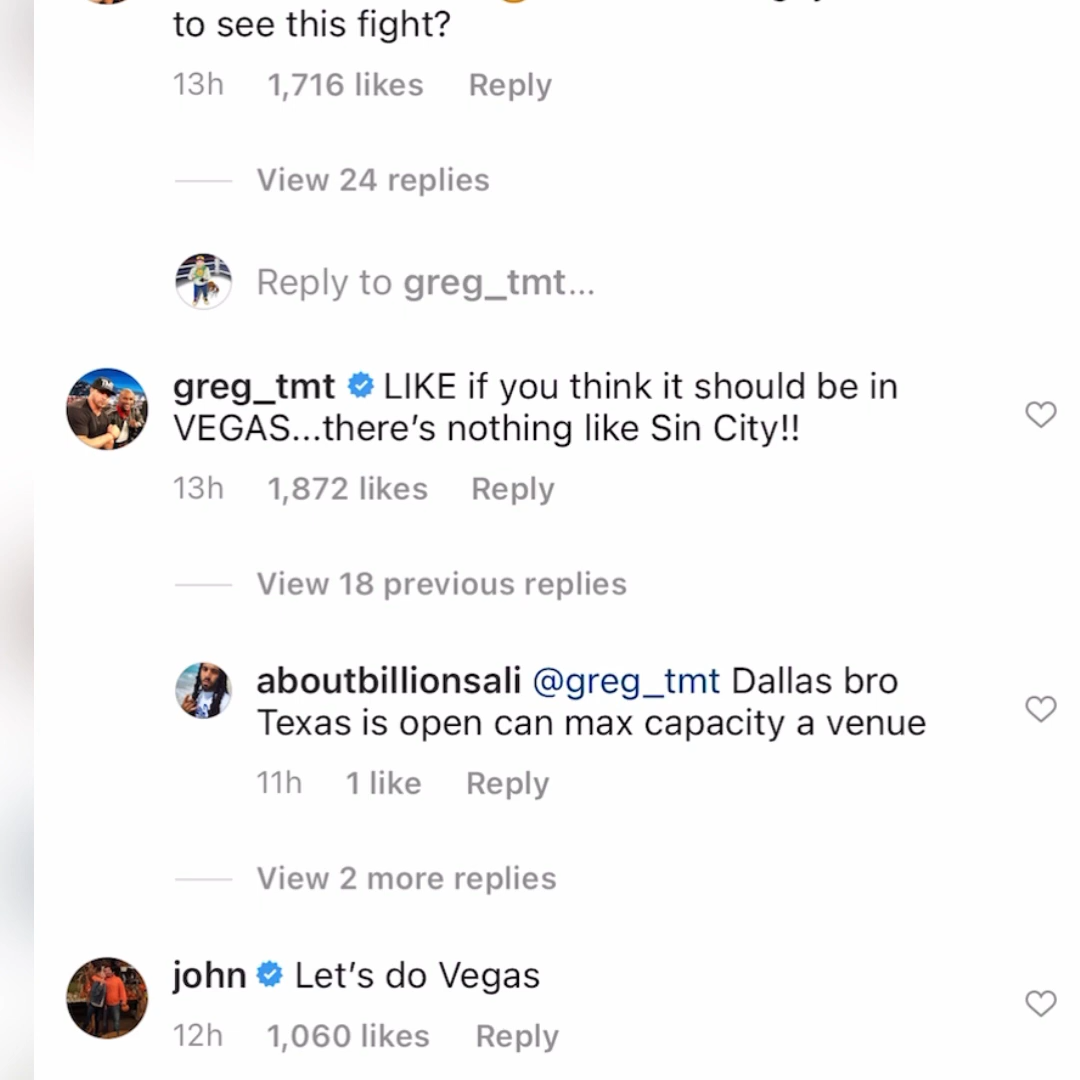 to see this fight?
13h 1,716 likes Reply
View 24 replies
Reply to greg_tmt...
greg_tmt LIKE if you think it should be in
VEGAS...there's nothing like Sin City!!
13h 1,872 likes Reply
View 18 previous replies
aboutbillionsali @greg_tmt Dallas bro
Texas is open can max capacity a venue
11h 1 like Reply
View 2 more replies
john Let's do Vegas
12h 1,060 likes Reply